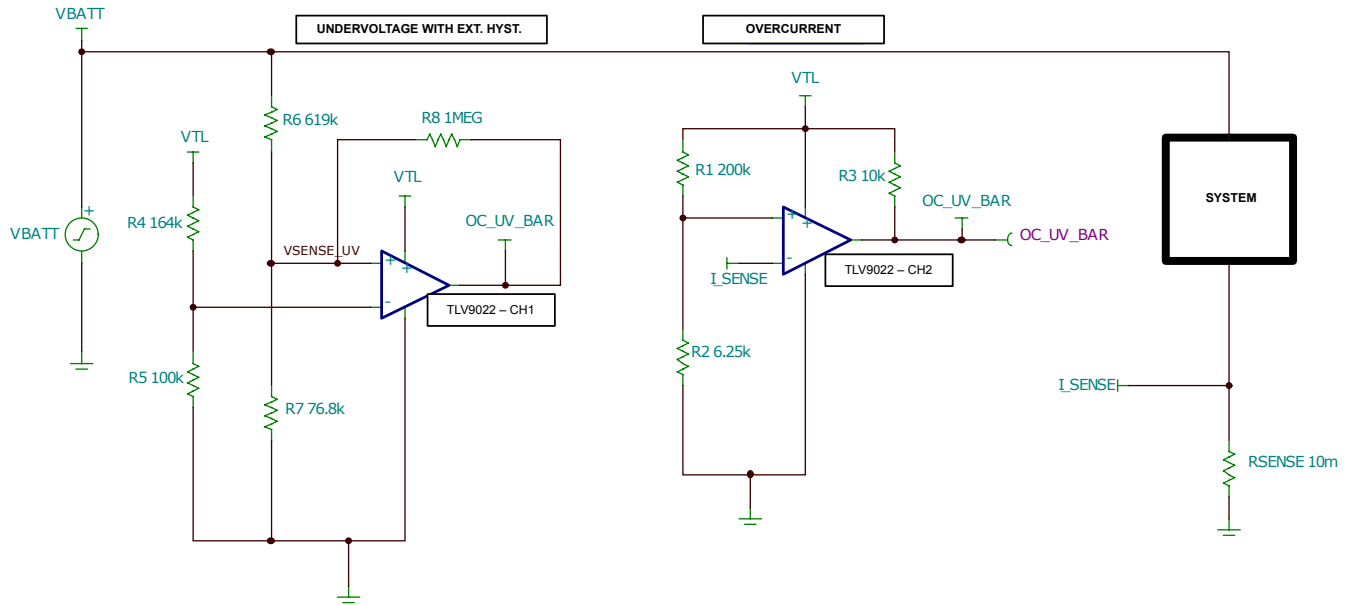 VBATT
UNDERVOLTAGE WITH EXT. HYST.
OVERCURRENT
VTL
R6 619k
R8 1MEG
VTL
R1 200k
R3 10k
VTL
OC_UV_BAR
OC_UV_BAR
OC_UV_BAR
SYSTEM
R4 164k
VBATT
+
VSENSE_UV
+
+
-
TLV9022 – CH1
+
+
-
I_SENSE
TLV9022 – CH2
R5 100k
R7 76.8k
R2 6.25k
I_SENSE
RSENSE 10m